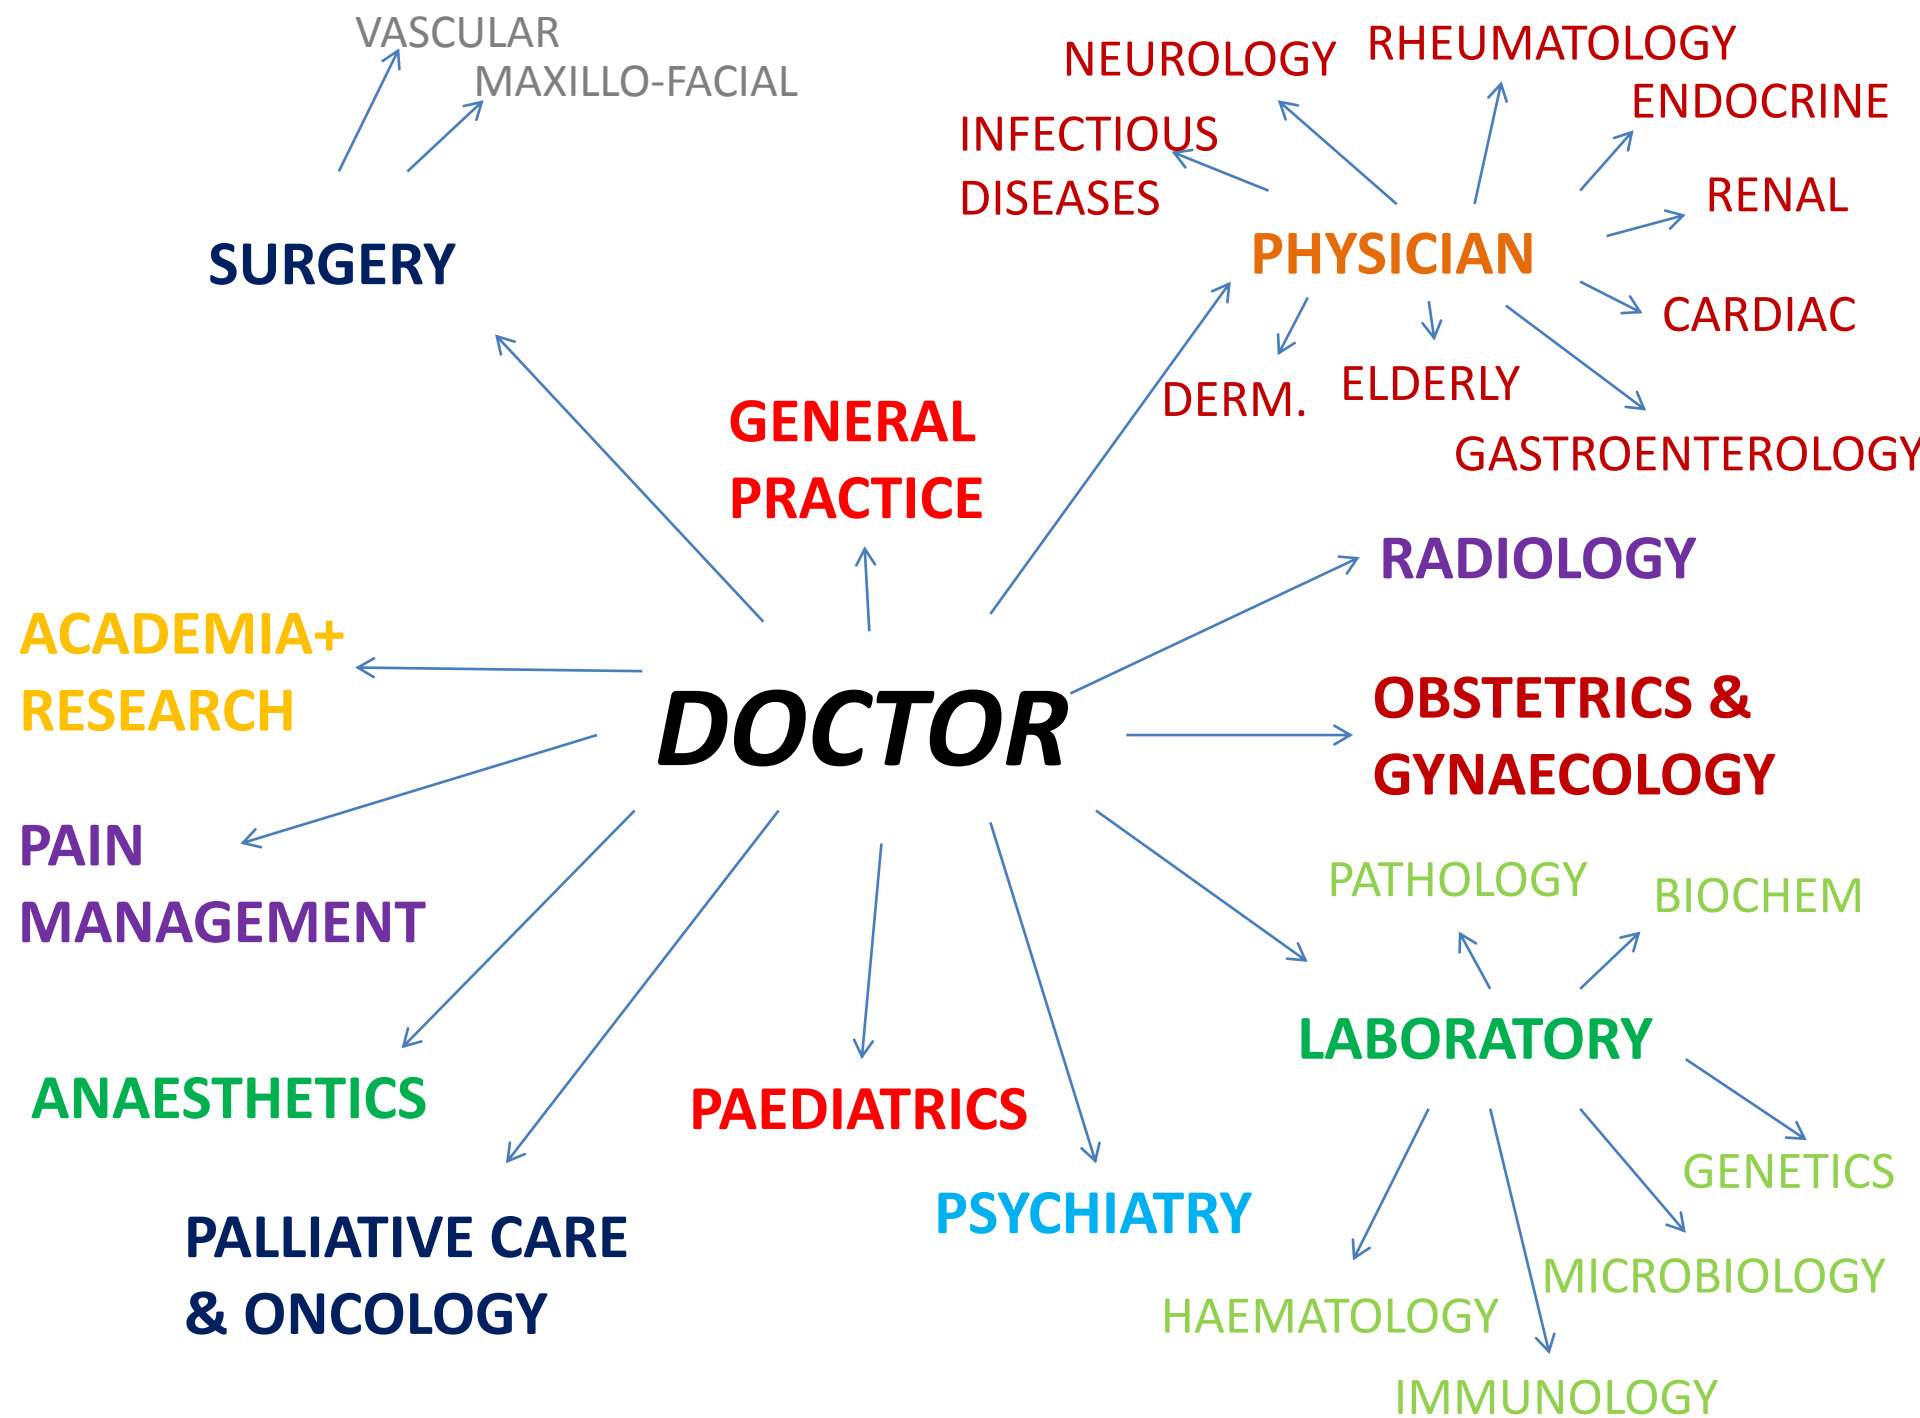 VASCULAR
MAXILLO-FACIAL
SURGERY
NEUROLOGY
RHEUMATOLOGY
ENDOCRINE
INFECTIOUS
DISEASES
RENAL
PHYSICIAN
CARDIAC
DERM.
ELDERLY
GASTROENTEROLOGY
GENERAL
PRACTICE
RADIOLOGY
ACADEMIA+
RESEARCH
DOCTOR
OBSTETRICS &
GYNAECOLOGY
PAIN
MANAGEMENT
PATHOLOGY
BIOCHEM
LABORATORY
ANAESTHETICS
PAEDIATRICS
PSYCHIATRY
GENETICS
PALLIATIVE CARE
& ONCOLOGY
MICROBIOLOGY
HAEMATOLOGY
IMMUNOLOGY